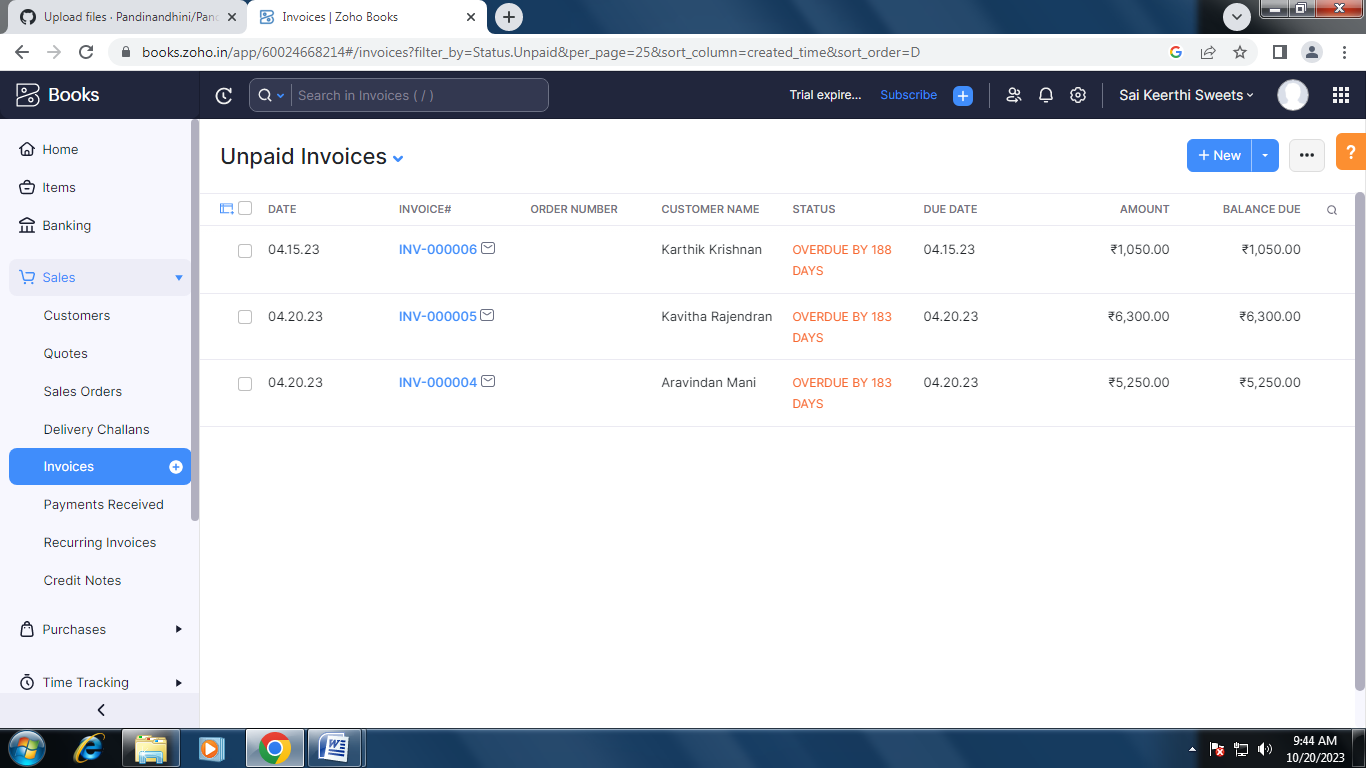 Upload files · Pandinandhini/Pand
Invoices | Zoho Books
books.zoho.in/app/60024668214#/invoices?filter_by=Status.Unpaid&per_page=25&sort_column=created_time&sort_order=D
Books
Search in Invoices ( / )
Trial expire...
Subscribe
Sai Keerthi Sweets
Home
Items
Banking
Sales
Customers
Quotes
Sales Orders
Delivery Challans
Invoices
Payments Received
Recurring Invoices
Credit Notes
Purchases
Time Tracking
Unpaid Invoices
+ New
?
DATE INVOICE# ORDER NUMBER CUSTOMER NAME STATUS DUE DATE AMOUNT BALANCE DUE
04.15.23 INV-000006 Karthik Krishnan OVERDUE BY 188 04.15.23 ₹1,050.00 ₹1,050.00
DAYS
04.20.23 INV-000005 Kavitha Rajendran OVERDUE BY 183 04.20.23 ₹6,300.00 ₹6,300.00
DAYS
04.20.23 INV-000004 Aravindan Mani OVERDUE BY 183 04.20.23 ₹5,250.00 ₹5,250.00
DAYS
9:44 AM
10/20/2023